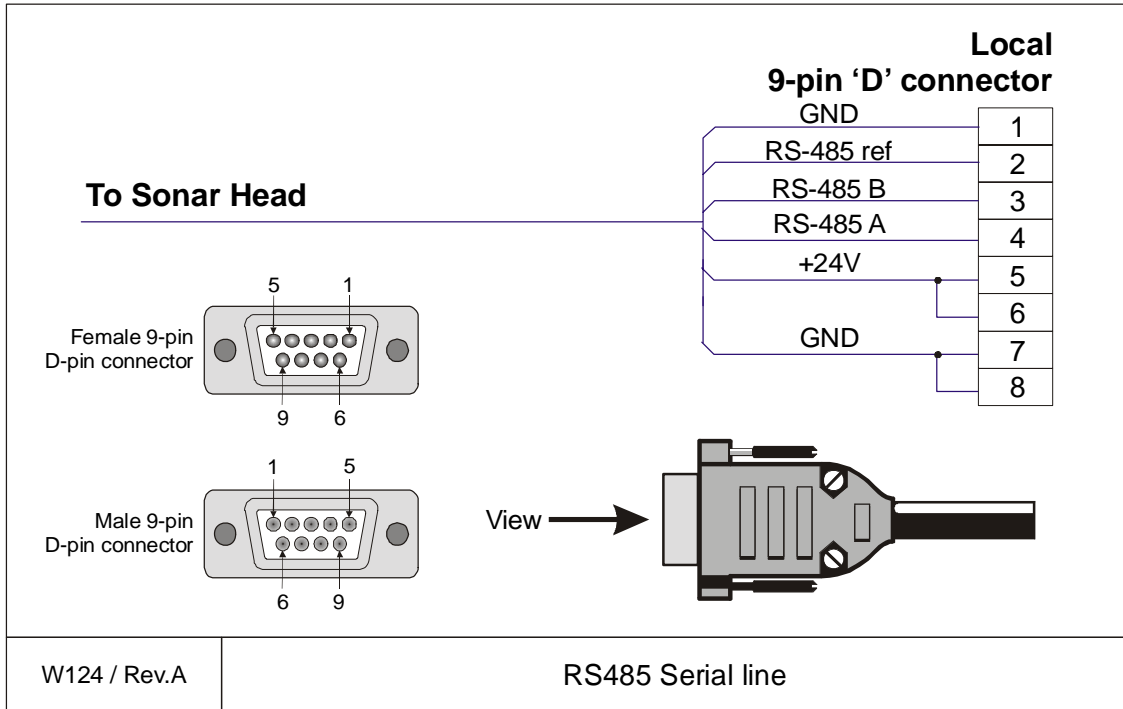 Local
9-pin ‘D’ connector
GND 1
RS-485 ref 2
RS-485 B 3
RS-485 A 4
+24V 5
6
GND 7
8
To Sonar Head
5 1
Female 9-pin
D-pin connector
9 6
1 5
Male 9-pin
D-pin connector
6 9
View
W124 / Rev.A
RS485 Serial line